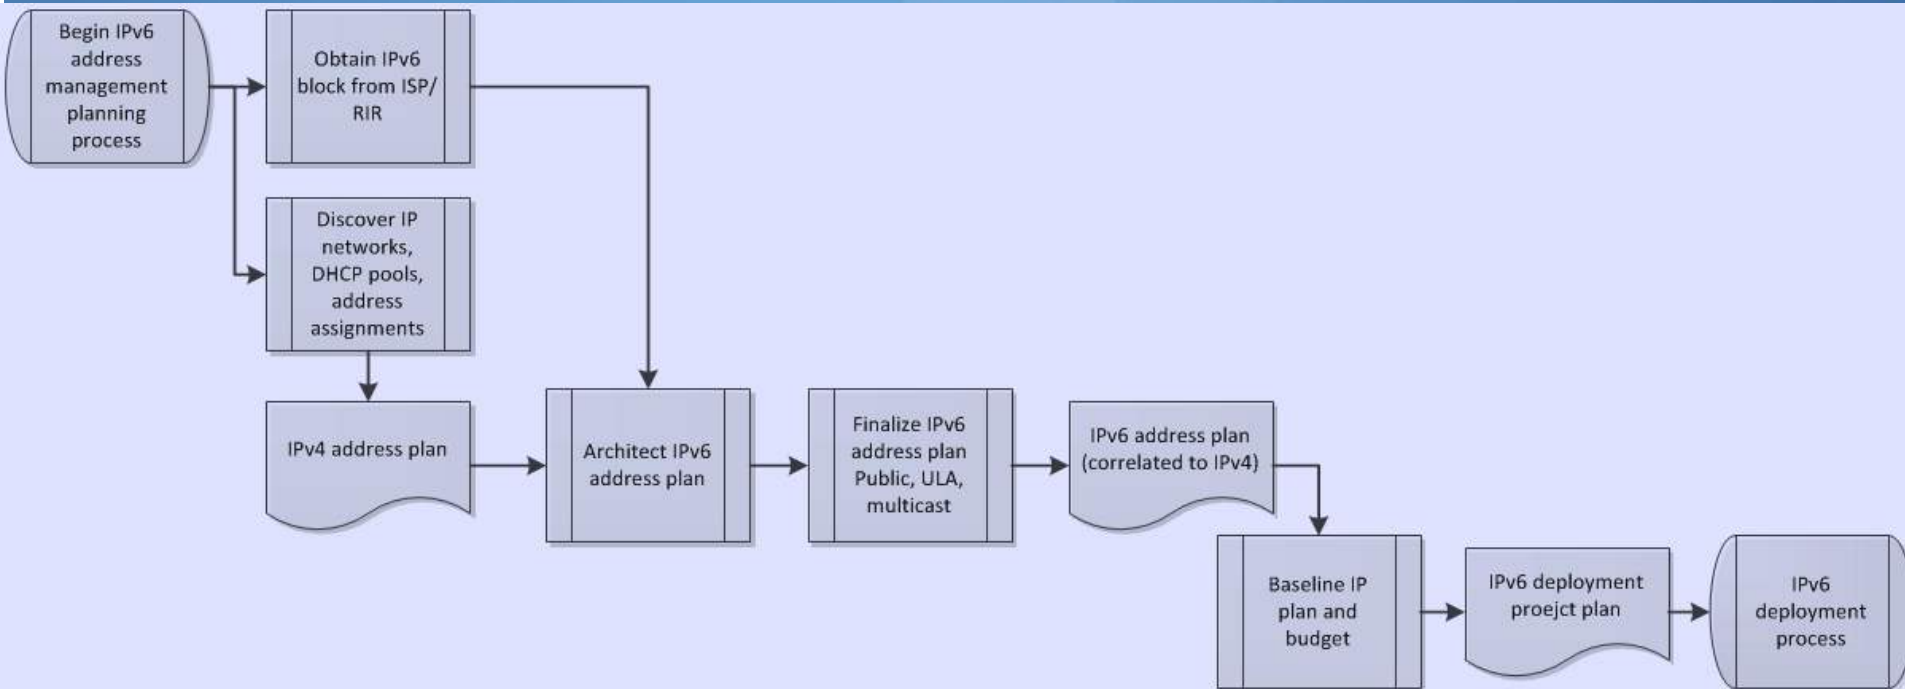 Begin IPv6
address
management
planning
process
Obtain IPv6
block from ISP/
RIR
Discover IP
networks,
DHCP pools,
address
assignments
IPv4 address plan
Architect IPv6
address plan
Finalize IPv6
address plan
Public, ULA,
multicast
IPv6 address plan
(correlated to IPv4)
Baseline IP
plan and
budget
IPv6 deployment
proejct plan
IPv6
deployment
process